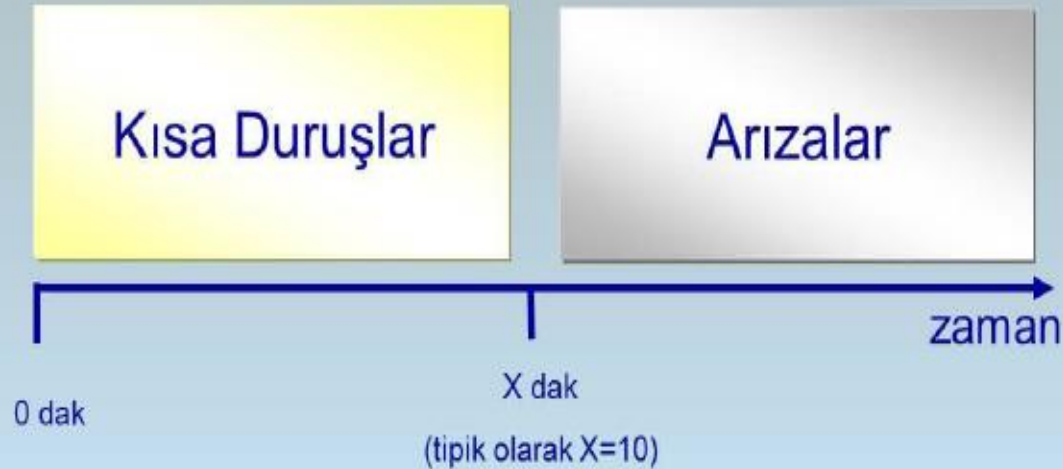 Kısa Duruşlar
Arızalar
zaman
0 dak
X dak
(tipik olarak X=10)